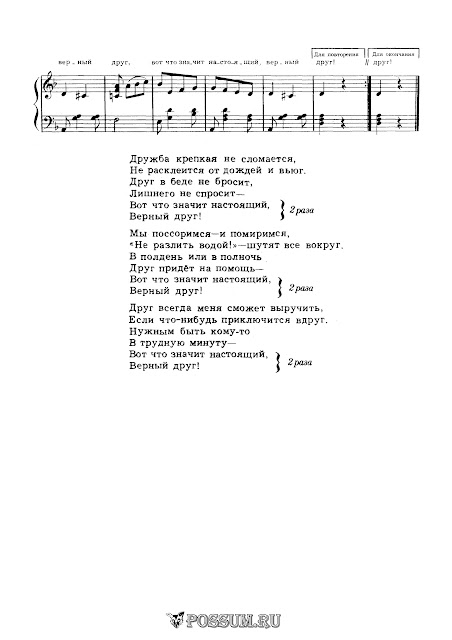 Для повторения Для окончания
вер-ный друг, вот что зна-чит на-сто-я-щий, вер-ный друг! друг!
Дружба крепкая не сломается,
Не расклеится от дождей и вьюг.
Друг в беде не бросит,
Лишнего не спросит—
Вот что значит настоящий,
Верный друг! 2 раза
Мы поссоримся—и помиримся,
«Не разлить водой!»—шутят все вокруг.
В полдень или в полночь
Друг придёт на помощь—
Вот что значит настоящий,
Верный друг! 2 раза
Друг всегда меня сможет выручить,
Если что-нибудь приключится вдруг.
Нужным быть кому-то
В трудную минуту—
Вот что значит настоящий,
Верный друг! 2 раза
POSSUM.RU